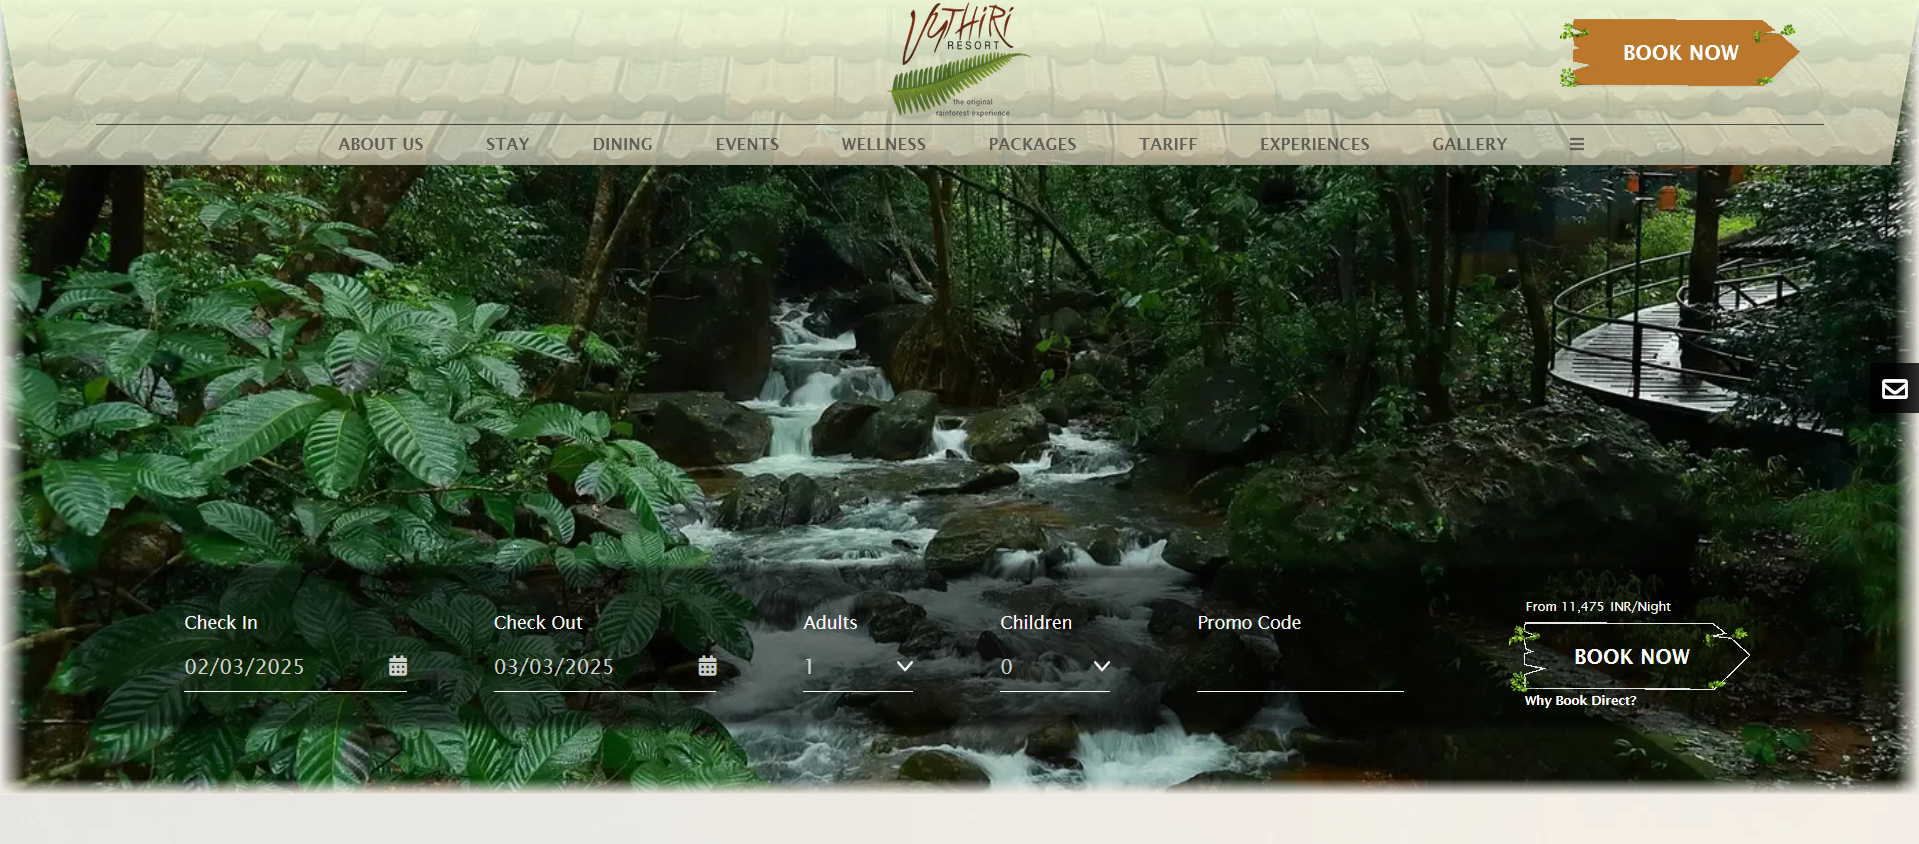 VYTHIRI
RESORT
the original
rainforest experience
BOOK NOW
ABOUT US
STAY
DINING
EVENTS
WELLNESS
PACKAGES
TARIFF
EXPERIENCES
GALLERY
Check In
Check Out
Adults
Children
Promo Code
02/03/2025
03/03/2025
1
0
From 11,475 INR/Night
BOOK NOW
Why Book Direct?